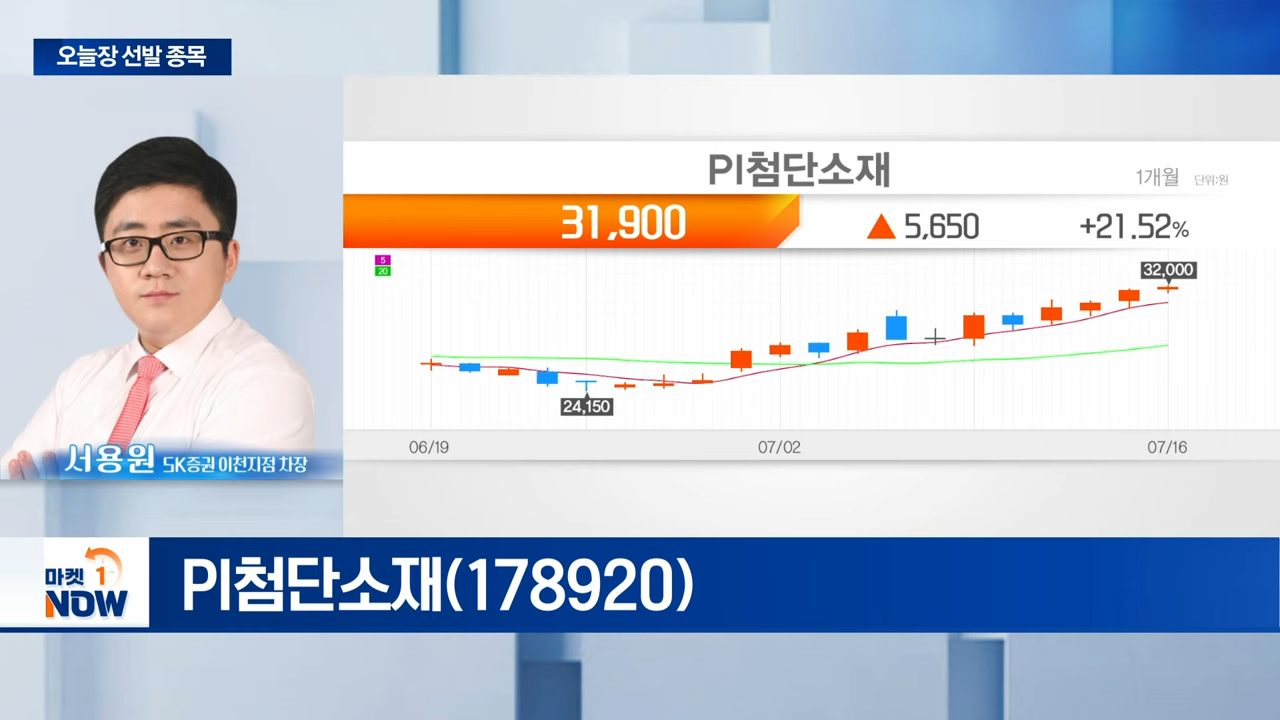 오늘장 선발 종목
PI첨단소재
1개월 단위:원
31,900 ▲ 5,650 +21.52%
5
20
32,000
24,150
06/19 07/02 07/16
서용원 SK증권 이천지점 차장
마켓 1
NOW
PI첨단소재(178920)